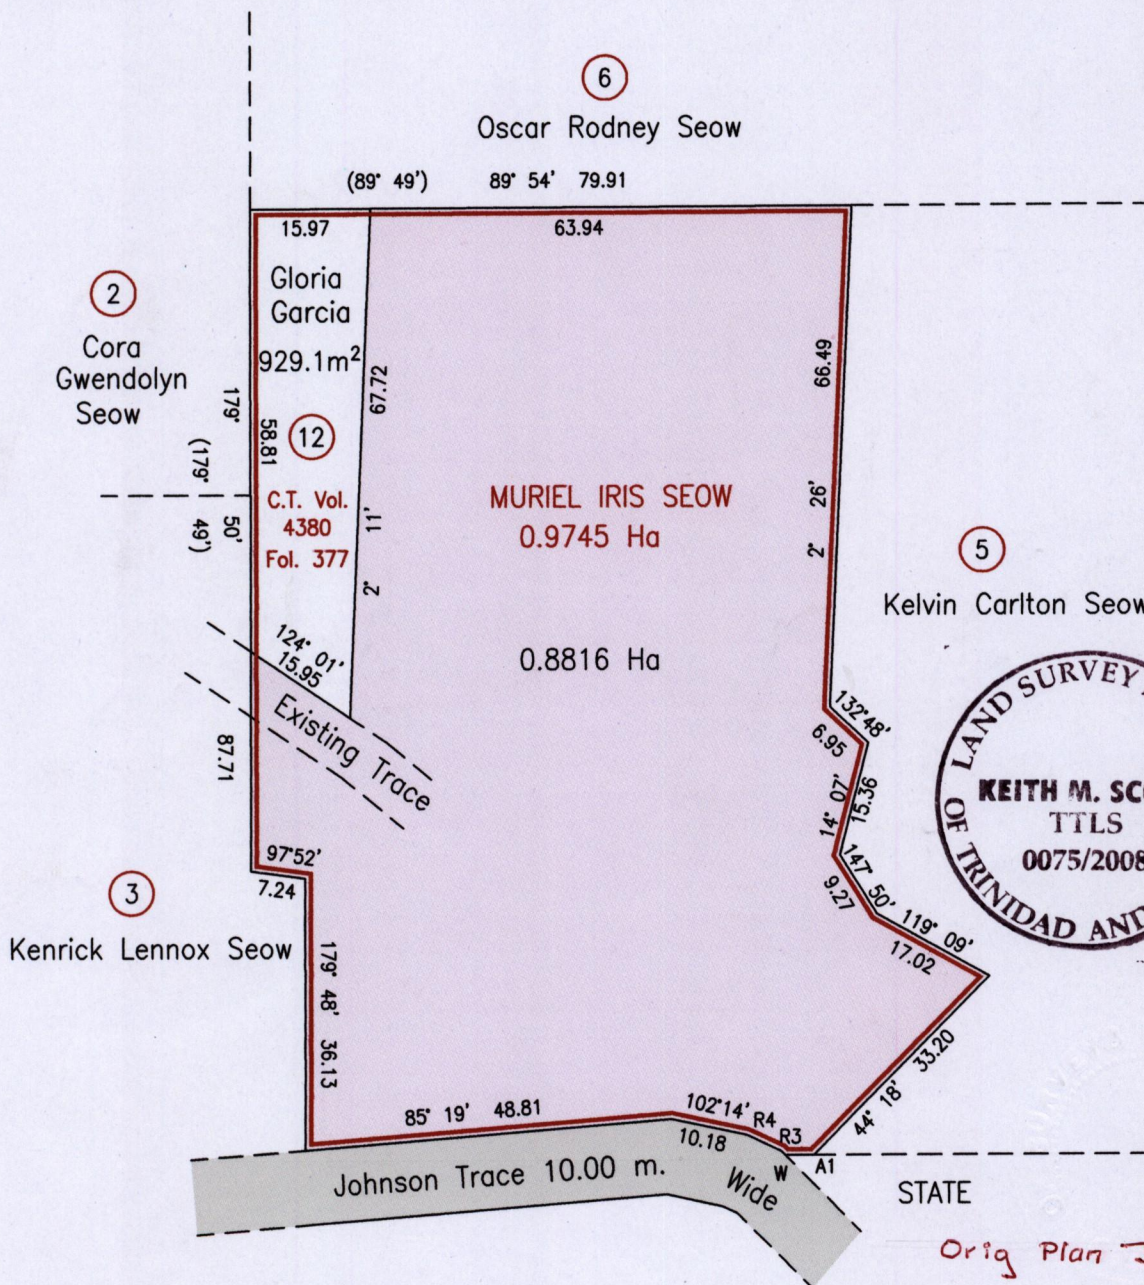 6
Oscar Rodney Seow
(89° 49') 89° 54' 79.91
15.97
63.94
Gloria
Garcia
929.1m²
12
C.T. Vol.
4380
Fol. 377
2
Cora
Gwendolyn
Seow
179° 50'
(179° 49')
58.81
87.71
2° 11' 67.72
MURIEL IRIS SEOW
0.9745 Ha
0.8816 Ha
2° 26' 66.49
5
Kelvin Carlton Seow
124° 01'
15.95
Existing Trace
132°48'
6.95
14° 07'
15.36
147° 50'
9.27
119° 09'
17.02
LAND SURVEY
KEITH M. SC
TTLS
0075/2008
OF TRINIDAD AND
97°52'
7.24
3
Kenrick Lennox Seow
179° 48' 36.13
85° 19' 48.81
102°14'
10.18
R4
R3
W
A1
44° 18' 33.20
Johnson Trace 10.00 m. Wide
STATE
Orig Plan